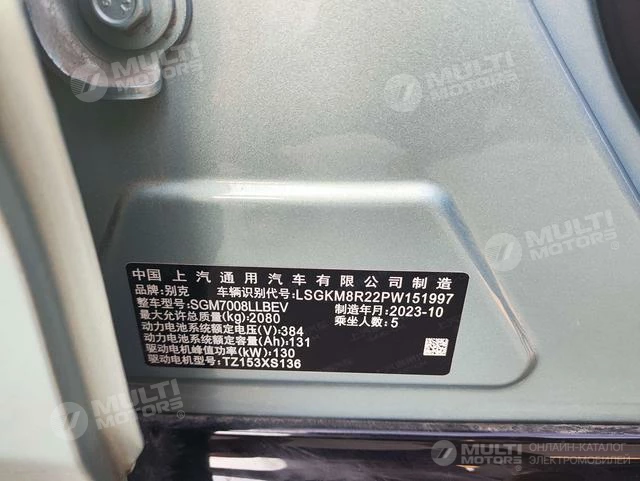 MULTI
MOTORS
MULTI
MOTORS
MULTI
MOTORS
中国 上汽通用汽车有限公司 制造
品牌:别克 车辆识别代号:LSGKM8R22PW151997
整车型号:SGM7008LLBEV 制造年月:2023-10
最大允许总质量(kg):2080 乘坐人数:5
动力电池系统额定电压(V):384
动力电池系统额定容量(Ah):131
驱动电机峰值功率(kW):130
驱动电机型号:TZ153XS136
MULTI
MOTORS
MULTI
MOTORS
ОНЛАЙН-КАТАЛОГ
ЭЛЕКТРОМОБИЛЕЙ